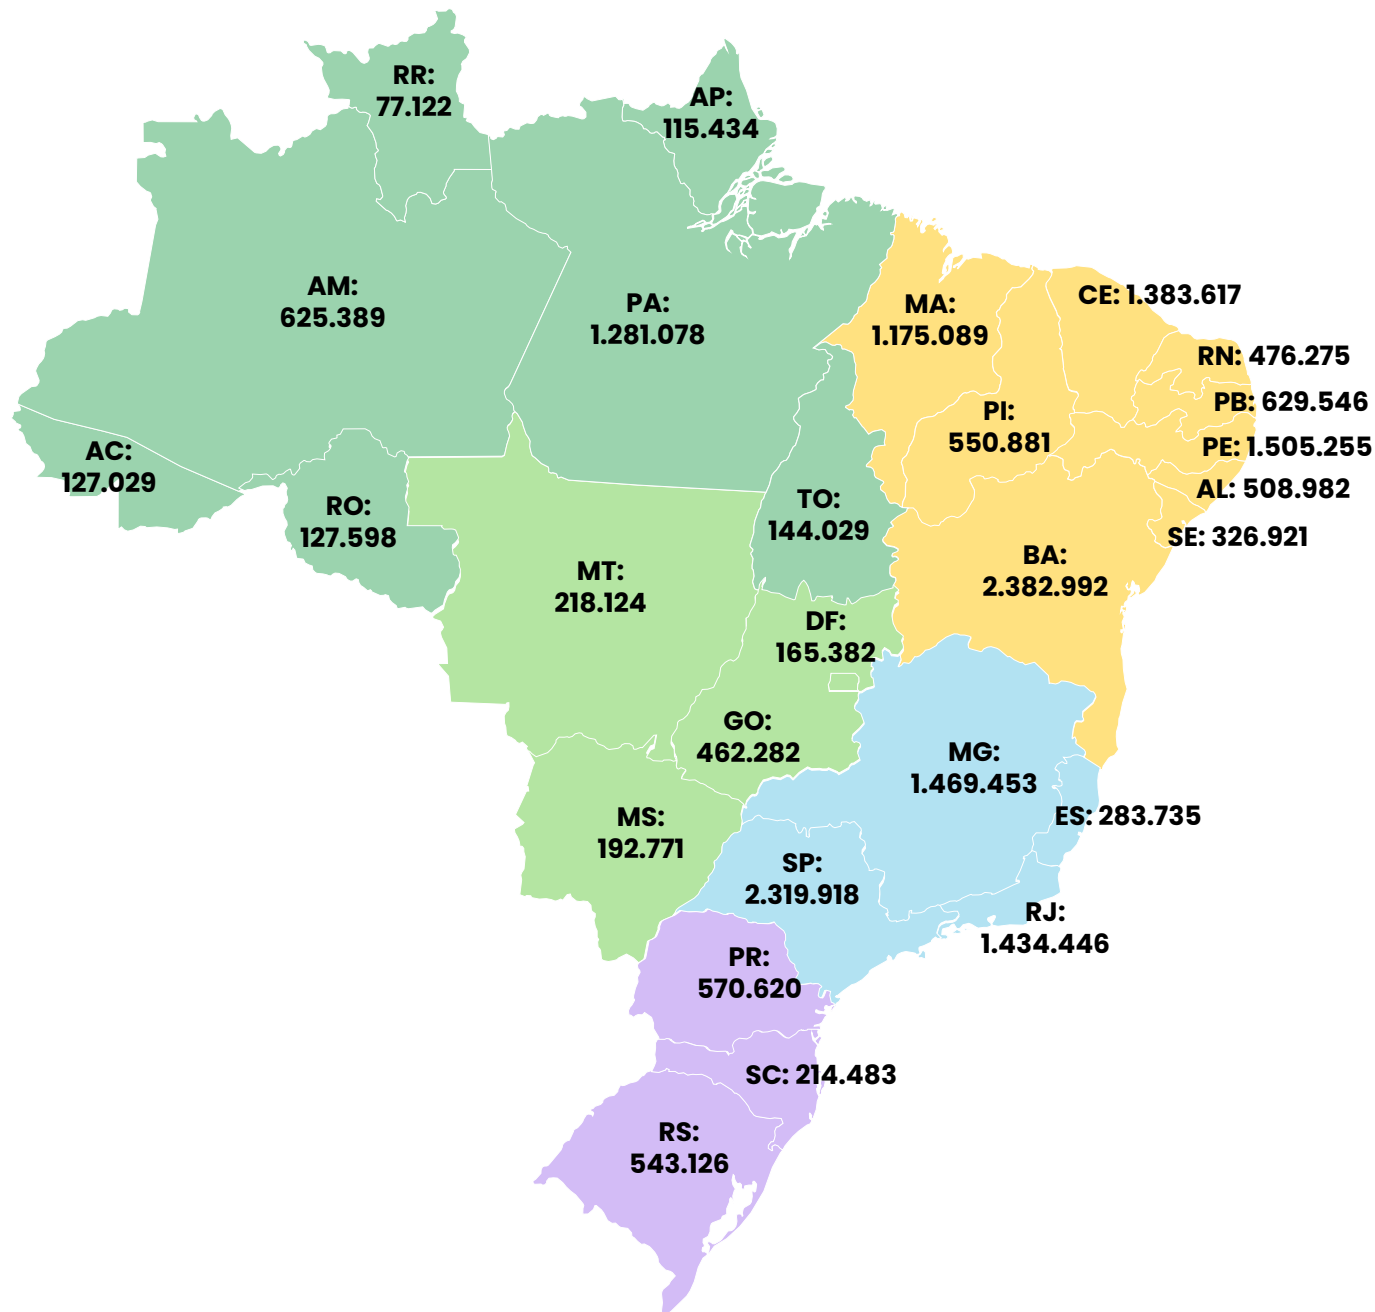 RR:
77.122
AP:
115.434
AM:
625.389
PA:
1.281.078
MA:
1.175.089
CE: 1.383.617
RN: 476.275
PB: 629.546
PI:
550.881
PE: 1.505.255
AC:
127.029
AL: 508.982
RO:
127.598
TO:
144.029
SE: 326.921
BA:
2.382.992
MT:
218.124
DF:
165.382
GO:
462.282
MG:
1.469.453
MS:
192.771
ES: 283.735
SP:
2.319.918
RJ:
1.434.446
PR:
570.620
SC: 214.483
RS:
543.126